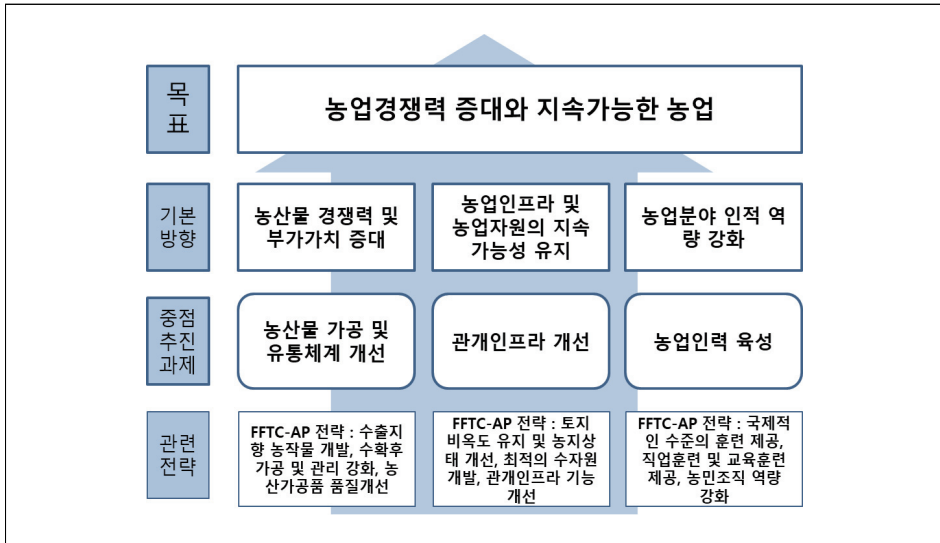 목
표
농업경쟁력 증대와 지속가능한 농업
기본
방향
농산물 경쟁력 및
부가가치 증대
농업인프라 및
농업자원의 지속
가능성 유지
농업분야 인적 역
량 강화
중점
추진
과제
농산물 가공 및
유통체계 개선
관개인프라 개선
농업인력 육성
관련
전략
FFTC-AP 전략 : 수출지
향 농작물 개발, 수확후
가공 및 관리 강화, 농
산가공품 품질개선
FFTC-AP 전략 : 토지
비옥도 유지 및 농지상
태 개선, 최적의 수자원
개발, 관개인프라 기능
개선
FFTC-AP 전략 : 국제적
인 수준의 훈련 제공,
직업훈련 및 교육훈련
제공, 농민조직 역량
강화